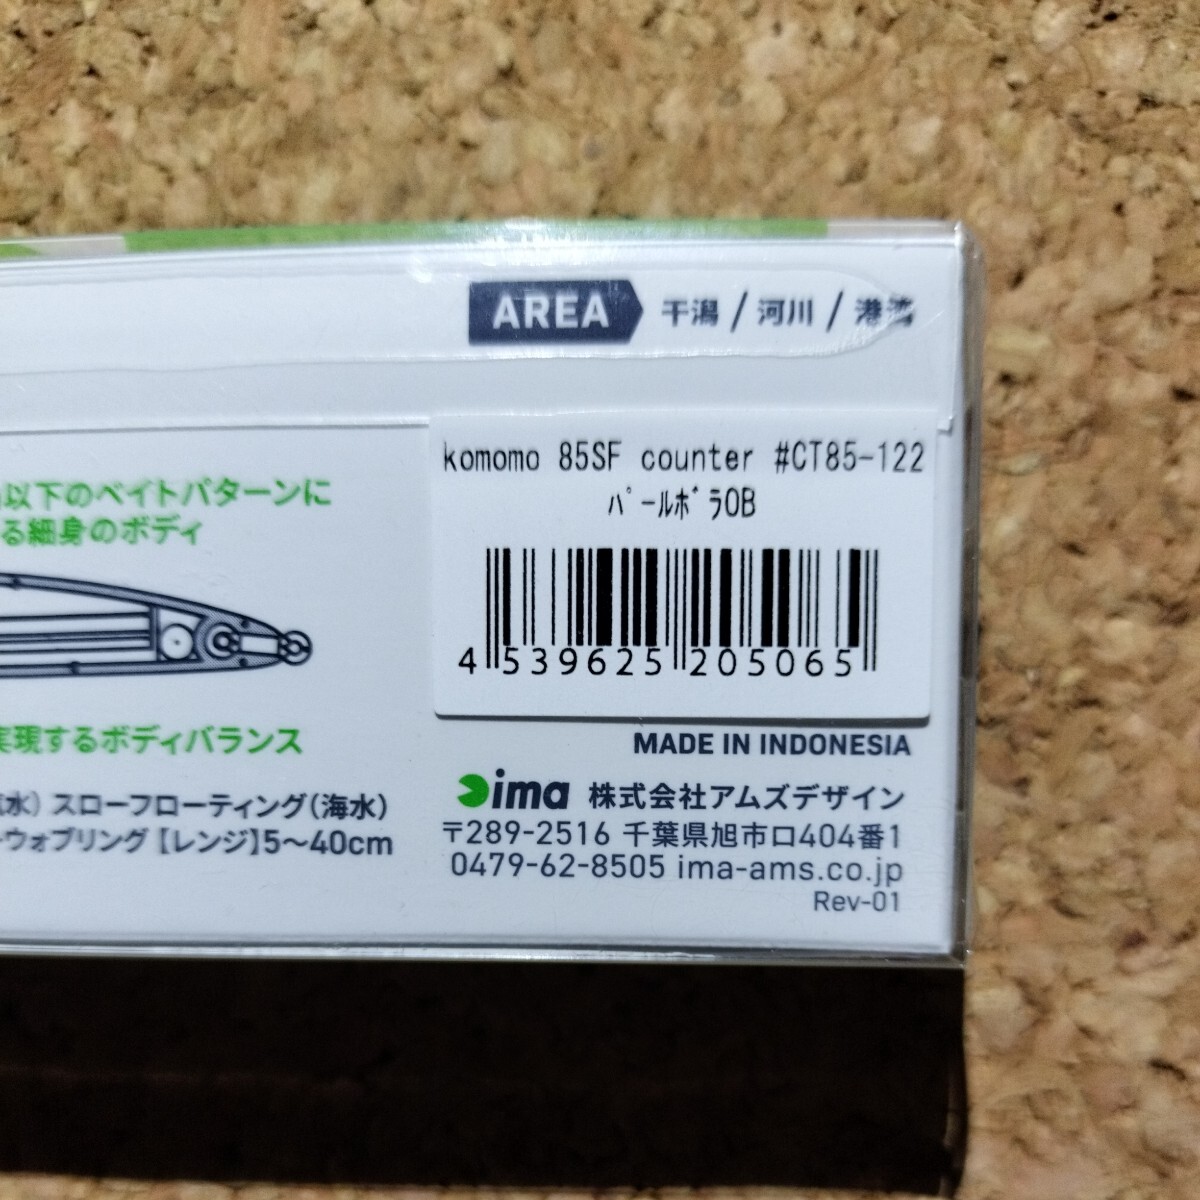 AREA 干潟 / 河川 / 港湾
komomo 85SF counter #CT85-122
ﾊﾟｰﾙﾎﾞﾗOB
4 539625 205065
以下のベイトパターンに
る細身のボディ
実現するボディバランス
水) スローフローティング(海水)
ウォブリング【レンジ】5〜40cm
MADE IN INDONESIA
ima 株式会社アムズデザイン
〒289-2516 千葉県旭市ロ404番1
0479-62-8505 ima-ams.co.jp
Rev-01